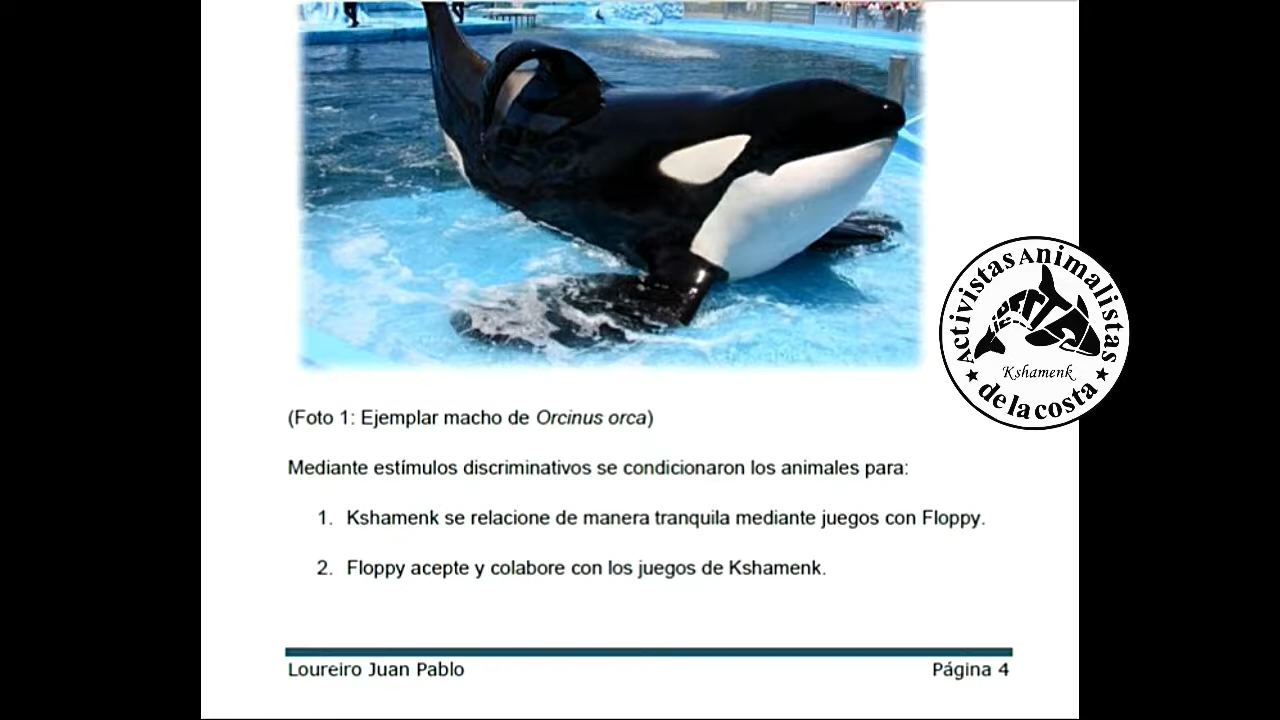 Activistas Animalistas
LIBERTAD
Kshamenk
de la costa
(Foto 1: Ejemplar macho de Orcinus orca)
Mediante estímulos discriminativos se condicionaron los animales para:
1. Kshamenk se relacione de manera tranquila mediante juegos con Floppy.
2. Floppy acepte y colabore con los juegos de Kshamenk.
Loureiro Juan Pablo Página 4